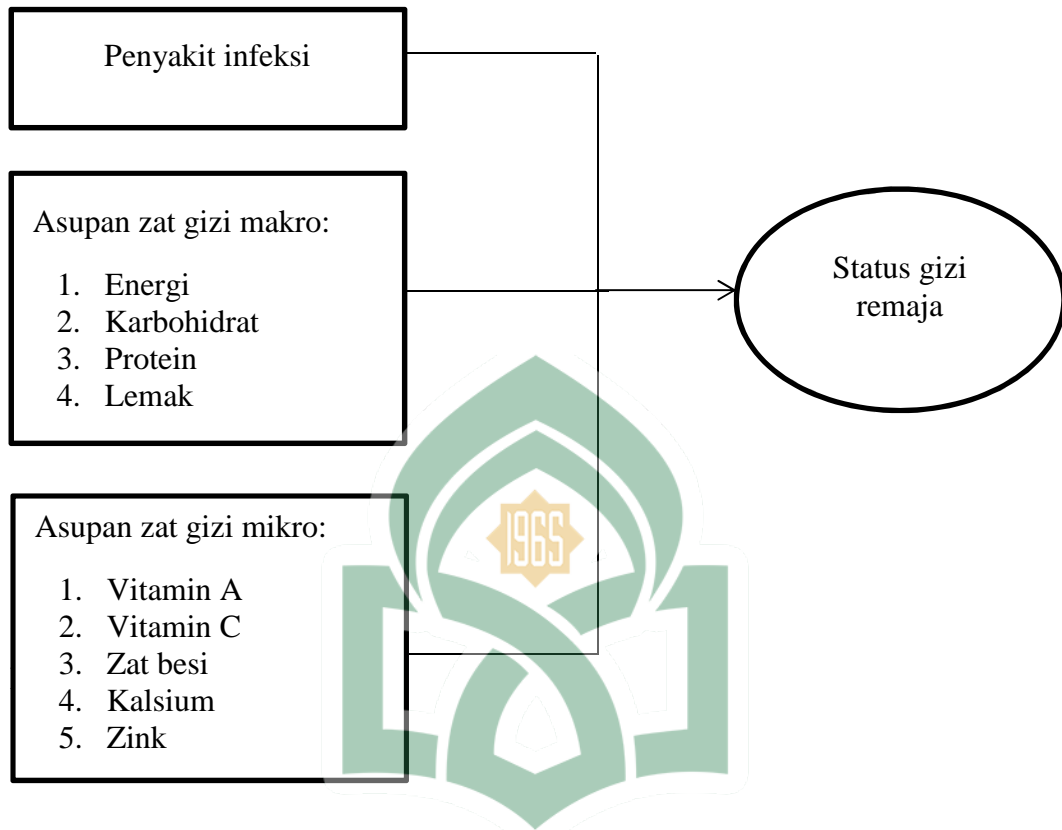 Penyakit infeksi
Asupan zat gizi makro:
1. Energi
2. Karbohidrat
3. Protein
4. Lemak
Status gizi
remaja
Asupan zat gizi mikro:
1. Vitamin A
2. Vitamin C
3. Zat besi
4. Kalsium
5. Zink
1965